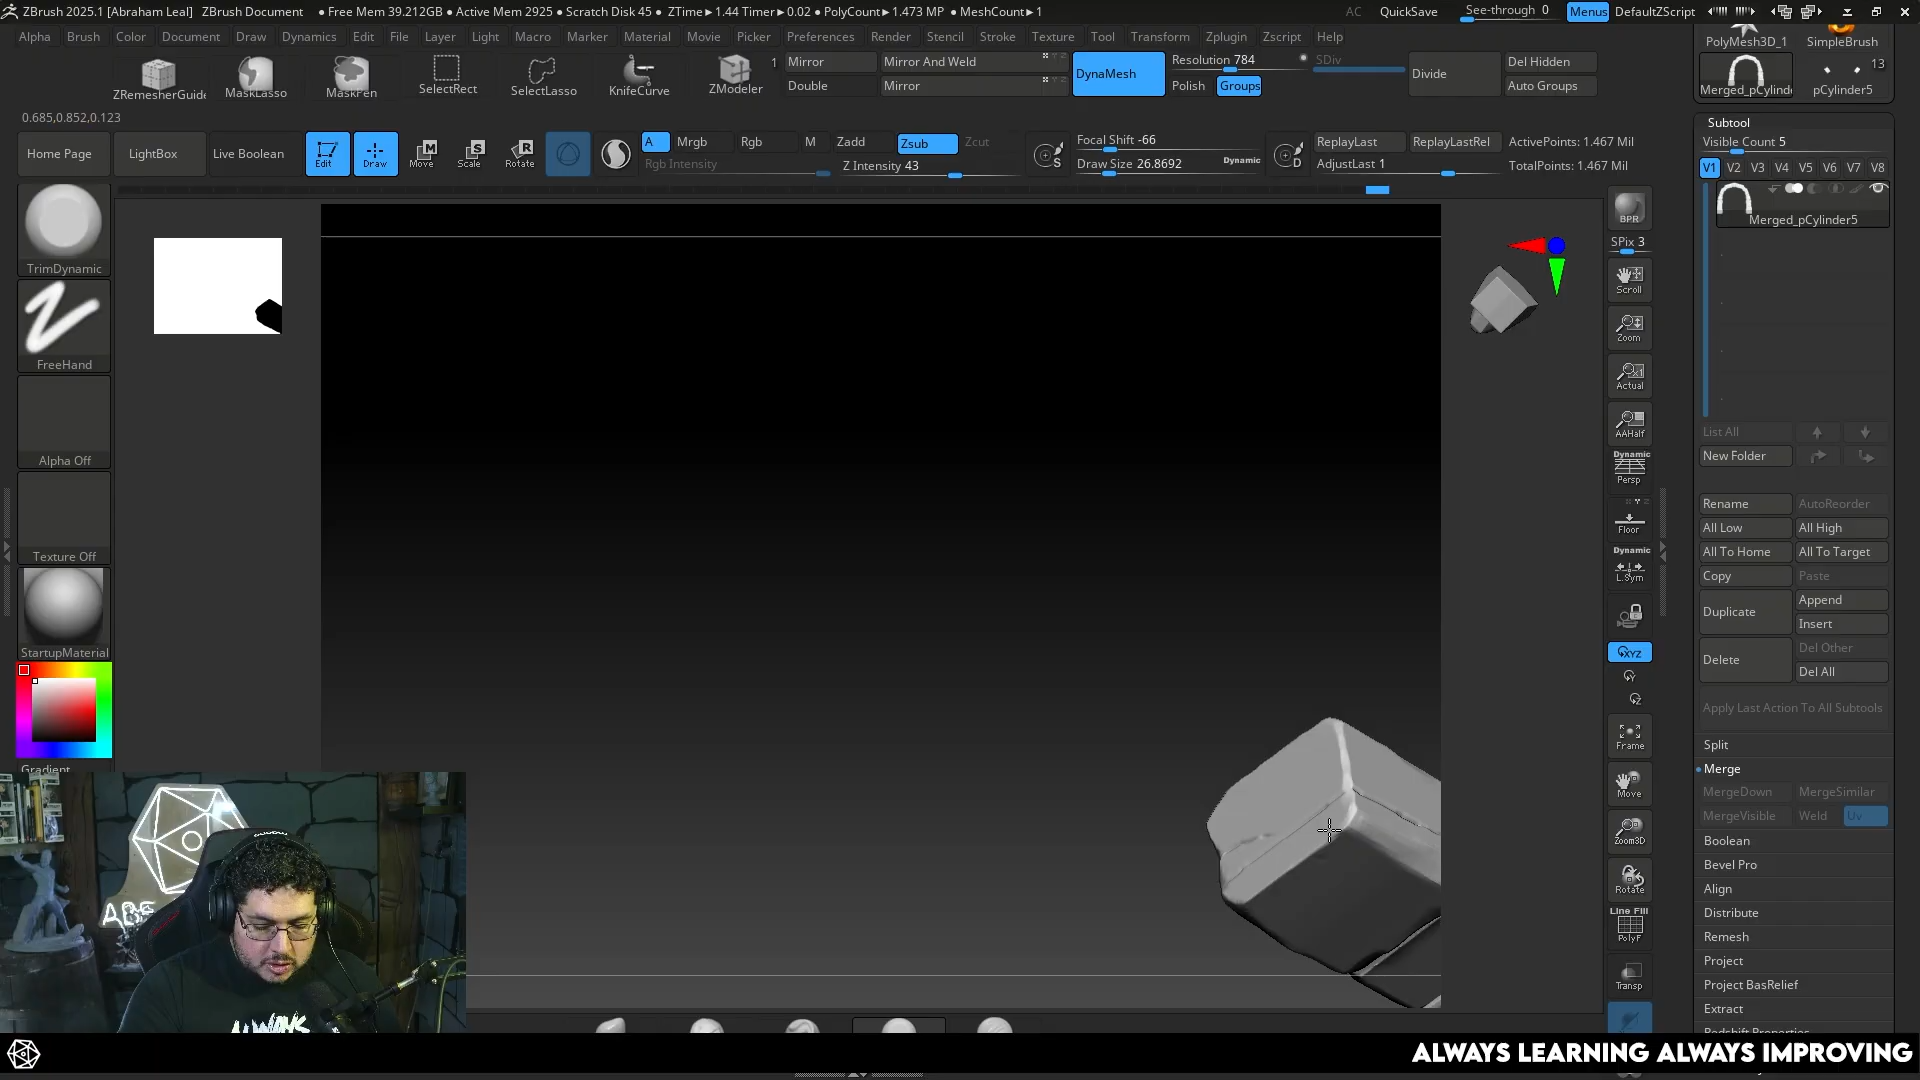 ZBrush 2025.1 [Abraham Leal] ZBrush Document ● Free Mem 39.212GB ● Active Mem 2925 ● Scratch Disk 45 ● ZTime►1.44 Timer►0.02 ● PolyCount►1.473 MP ● MeshCount►1 AC QuickSave See-through 0 Menus DefaultZScript
Alpha Brush Color Document Draw Dynamics Edit File Layer Light Macro Marker Material Movie Picker Preferences Render Stencil Stroke Texture Tool Transform Zplugin Zscript Help
PolyMesh3D_1 SimpleBrush
ZRemesherGuide MaskLasso MaskPen SelectRect SelectLasso KnifeCurve ZModeler
1 Mirror Mirror And Weld
Double Mirror
DynaMesh
Resolution 784
Polish Groups
SDiv
Divide
Del Hidden
Auto Groups
13
Merged_pCylinde pCylinder5
0.685,0.852,0.123
Home Page LightBox Live Boolean Edit Draw Move Scale Rotate
A Mrgb Rgb M Zadd Zsub Zcut
Rgb Intensity Z Intensity 43
Focal Shift -66
Draw Size 26.8692 Dynamic
S
D
ReplayLast ReplayLastRel ActivePoints: 1.467 Mil
AdjustLast 1 TotalPoints: 1.467 Mil
Subtool
Visible Count 5
V1 V2 V3 V4 V5 V6 V7 V8
Merged_pCylinder5
TrimDynamic
FreeHand
Alpha Off
Texture Off
StartupMaterial
Gradient
BPR
SPix 3
Scroll
Zoom
Actual
AAHalf
Dynamic
Persp
Floor
Dynamic
L.Sym
XYZ
Y
Z
Frame
Move
Zoom3D
Rotate
Line Fill
PolyF
Transp
List All
New Folder
Rename AutoReorder
All Low All High
All To Home All To Target
Copy Paste
Duplicate Append
Insert
Delete Del Other
Del All
Apply Last Action To All Subtools
Split
Merge
MergeDown MergeSimilar
MergeVisible Weld Uv
Boolean
Bevel Pro
Align
Distribute
Remesh
Project
Project BasRelief
Extract
Redshift Properties
ALWAYS
ALWAYS LEARNING ALWAYS IMPROVING